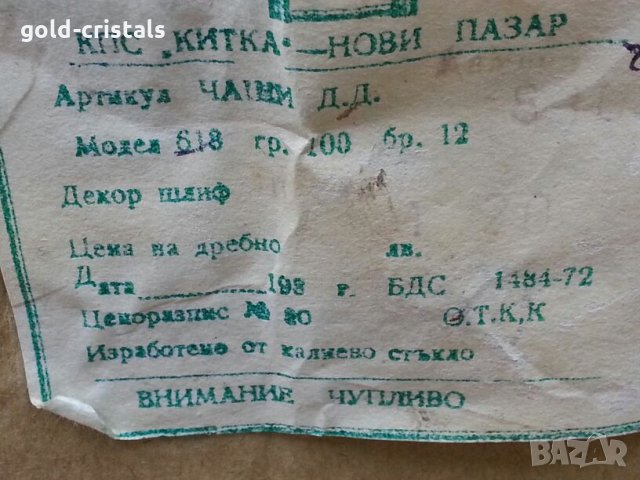 gold-cristals
КПС „КИТКА" — НОВИ ПАЗАР
Артикул ЧАШИ Д.Д.
Модел 618 гр. 100 бр. 12
Декор шлиф
Цена на дребно лв.
Дата 198 г. БДС 1484-72
Ценоразпис № 80 О.Т.К,К
Изработено от калиево стъкло
ВНИМАНИЕ ЧУПЛИВО
BAZAR